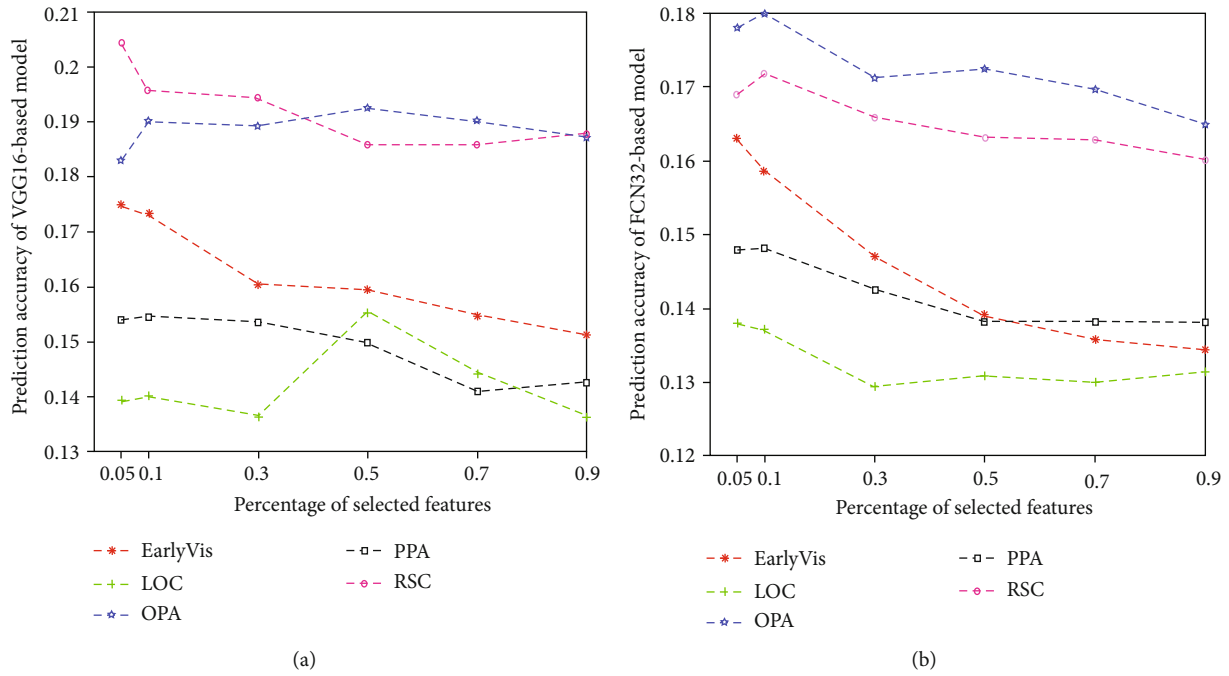 Prediction accuracy of VGG16-based model
0.21
0.2
0.19
0.18
0.17
0.16
0.15
0.14
0.13
0.05 0.1 0.3 0.5 0.7 0.9
Percentage of selected features
EarlyVis
LOC
OPA
PPA
RSC
(a)
Prediction accuracy of FCN32-based model
0.18
0.17
0.16
0.15
0.14
0.13
0.12
0.05 0.1 0.3 0.5 0.7 0.9
Percentage of selected features
EarlyVis
LOC
OPA
PPA
RSC
(b)